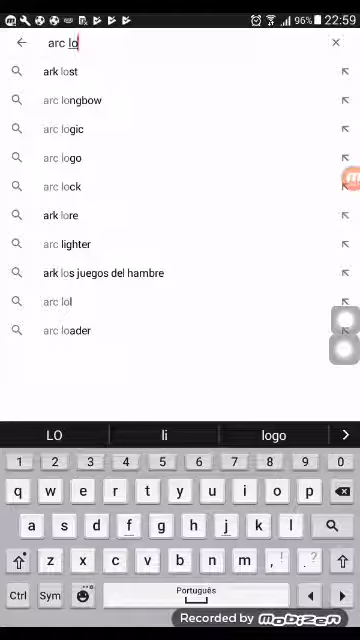 96% 22:59
arc lo
ark lost
arc longbow
arc logic
arc logo
arc lock
ark lore
arc lighter
ark los juegos del hambre
arc lol
arc loader
LO li logo
1 2 3 4 5 6 7 8 9 0
q w e r t y u i o p
a s d f g h j k l
z x c v b n m , ! . ?
Ctrl Sym Português
Recorded by MOBIZEN